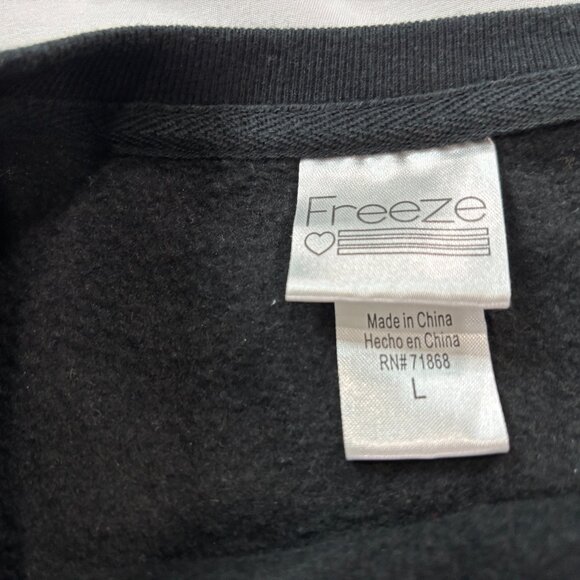 Freeze
Made in China
Hecho en China
RN# 71868
L